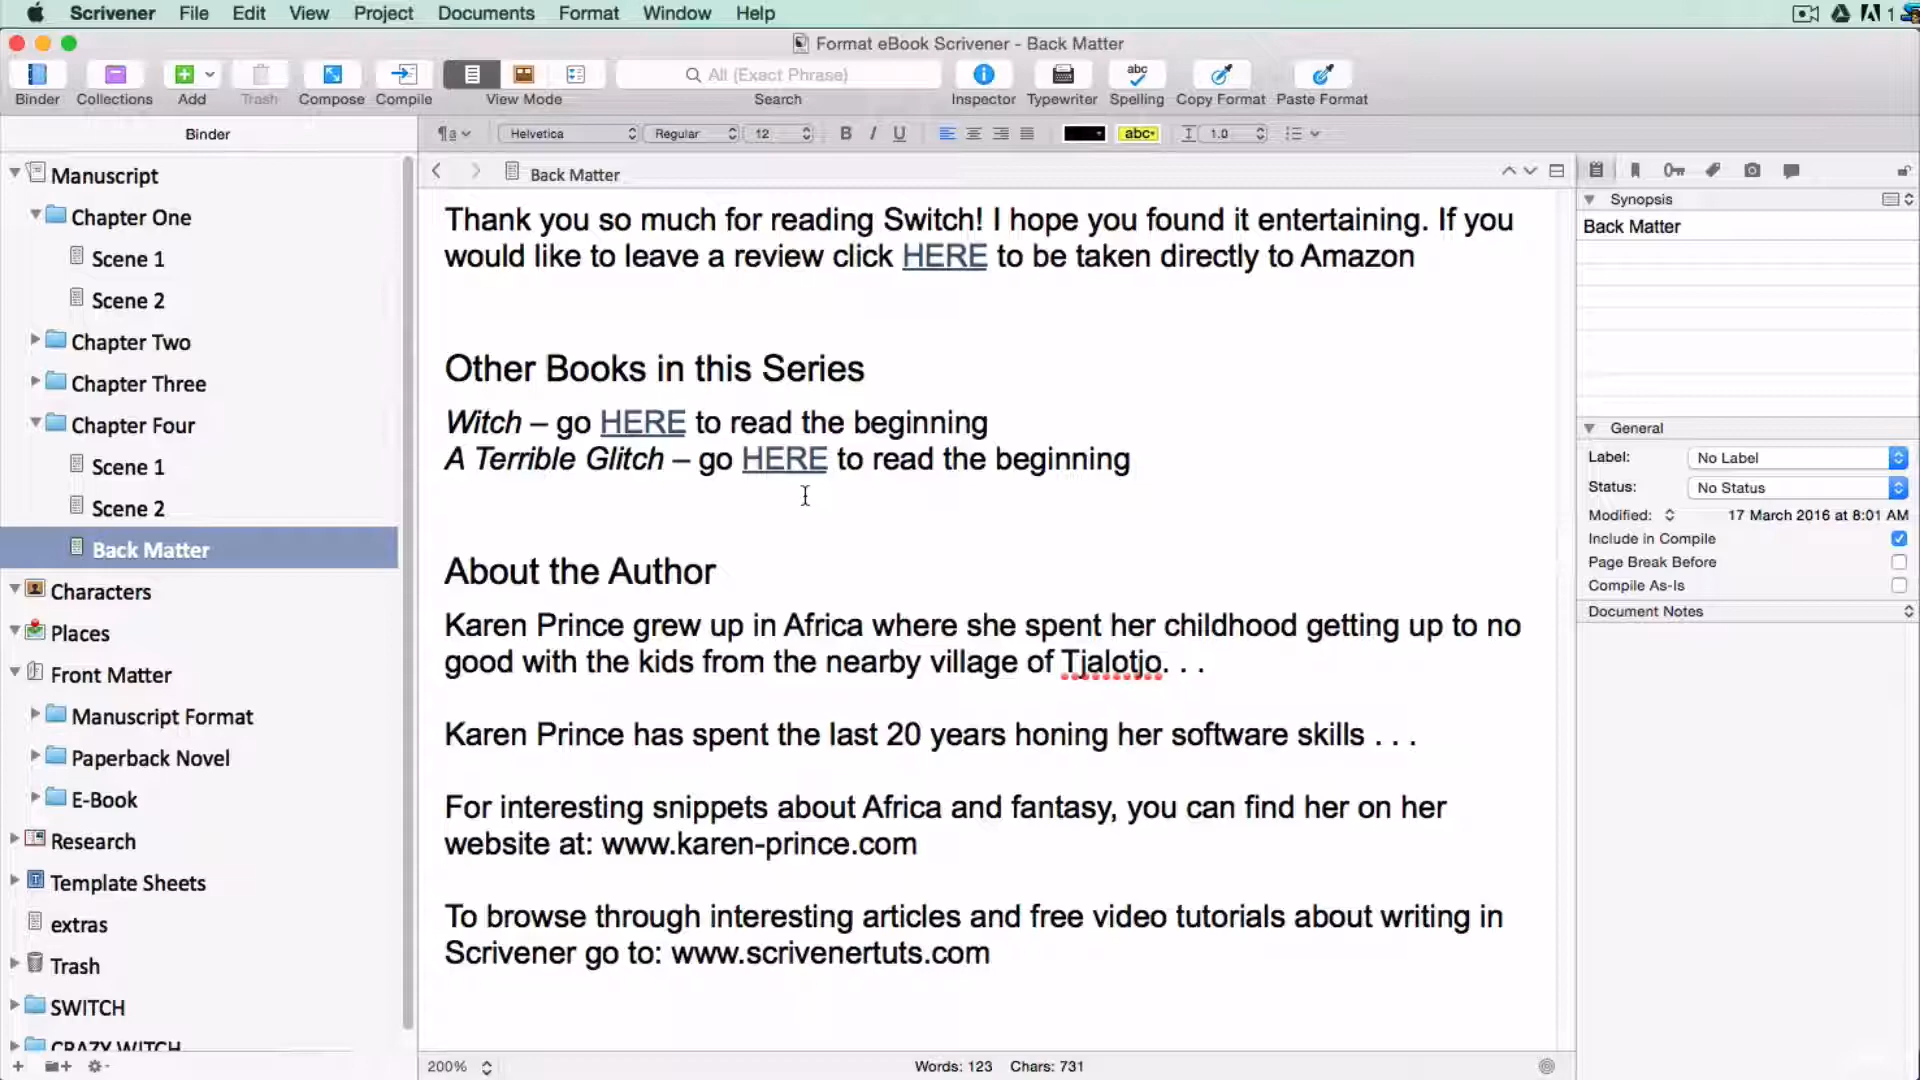 Scrivener File Edit View Project Documents Format Window Help 1
Format eBook Scrivener - Back Matter
All (Exact Phrase)
abc
Binder Collections Add Trash Compose Compile View Mode Search Inspector Typewriter Spelling Copy Format Paste Format
Binder
¶a Helvetica Regular 12 B I U abc 1.0
Manuscript
Chapter One
Scene 1
Scene 2
Chapter Two
Chapter Three
Chapter Four
Scene 1
Scene 2
Back Matter
Characters
Places
Front Matter
Manuscript Format
Paperback Novel
E-Book
Research
Template Sheets
extras
Trash
SWITCH
CRAZY WITCH
Back Matter
Thank you so much for reading Switch! I hope you found it entertaining. If you
would like to leave a review click HERE to be taken directly to Amazon
Other Books in this Series
Witch – go HERE to read the beginning
A Terrible Glitch – go HERE to read the beginning
About the Author
Karen Prince grew up in Africa where she spent her childhood getting up to no
good with the kids from the nearby village of Tjalotjo. . .
Karen Prince has spent the last 20 years honing her software skills . . .
For interesting snippets about Africa and fantasy, you can find her on her
website at: www.karen-prince.com
To browse through interesting articles and free video tutorials about writing in
Scrivener go to: www.scrivenertuts.com
200% Words: 123 Chars: 731
Synopsis
Back Matter
General
Label: No Label
Status: No Status
Modified: 17 March 2016 at 8:01 AM
Include in Compile
Page Break Before
Compile As-Is
Document Notes